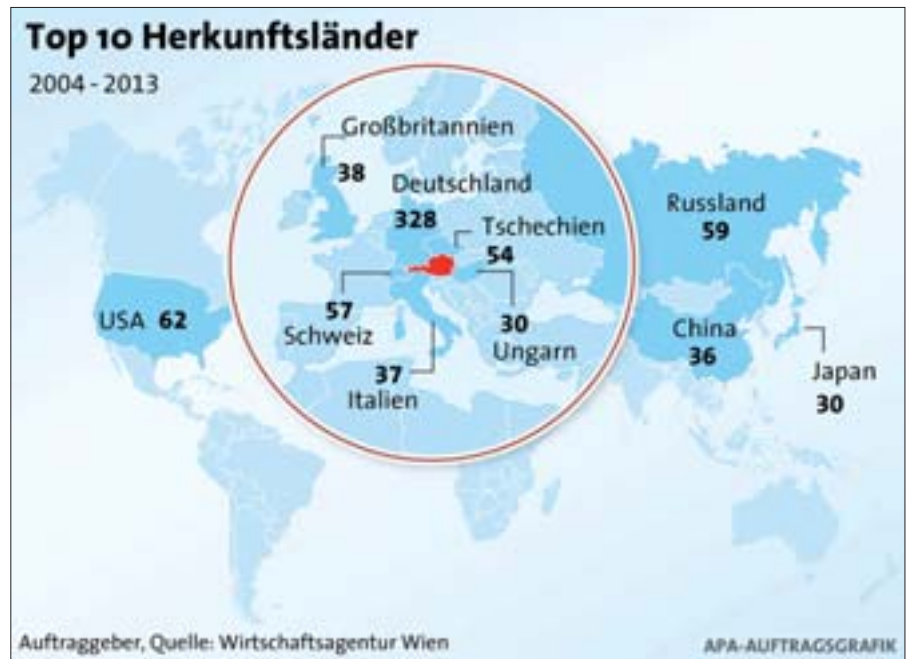 Top 10 Herkunftsländer
2004 - 2013
Großbritannien
38
Deutschland
328
Tschechien
54
Russland
59
USA 62
57
Schweiz
30
Ungarn
China
36
37
Italien
Japan
30
Auftraggeber, Quelle: Wirtschaftsagentur Wien
APA-AUFTRAGSGRAFIK